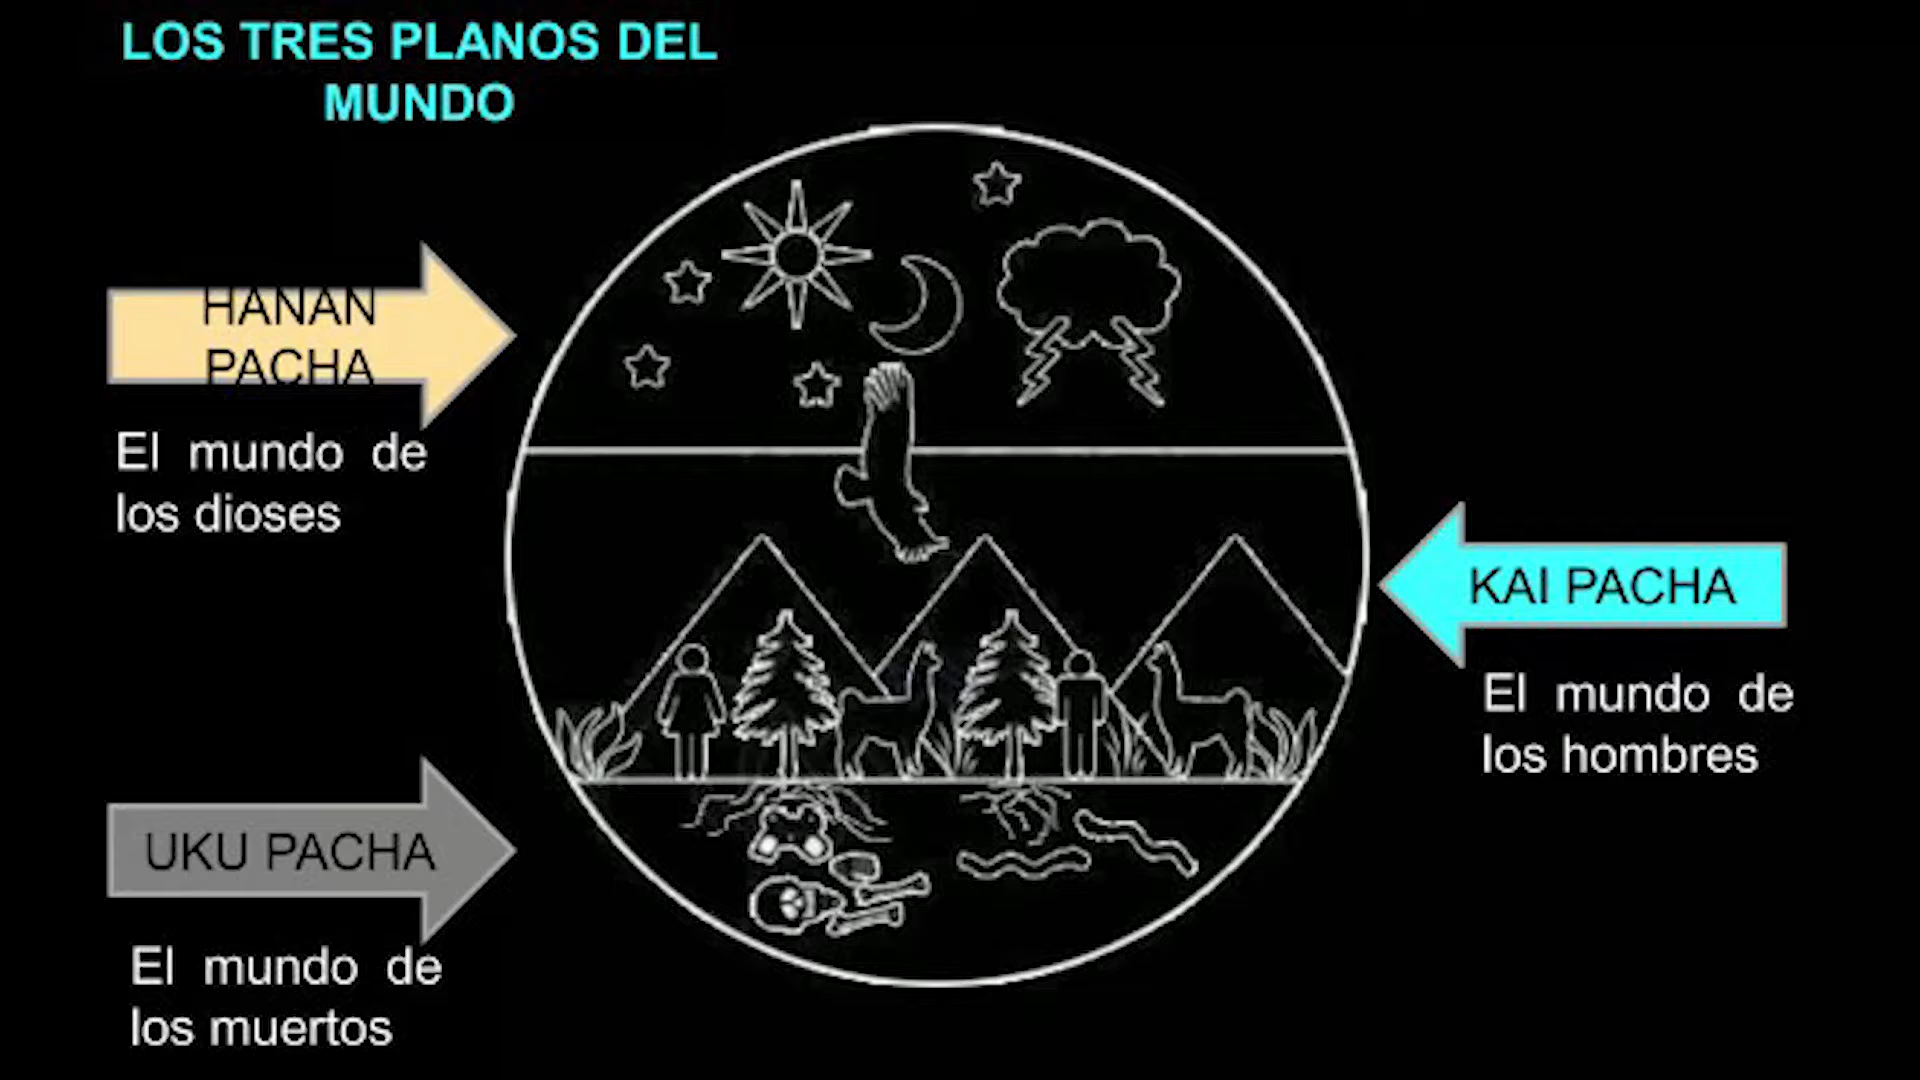 LOS TRES PLANOS DEL
MUNDO
HANAN
PACHA
El mundo de
los dioses
KAI PACHA
El mundo de
los hombres
UKU PACHA
El mundo de
los muertos